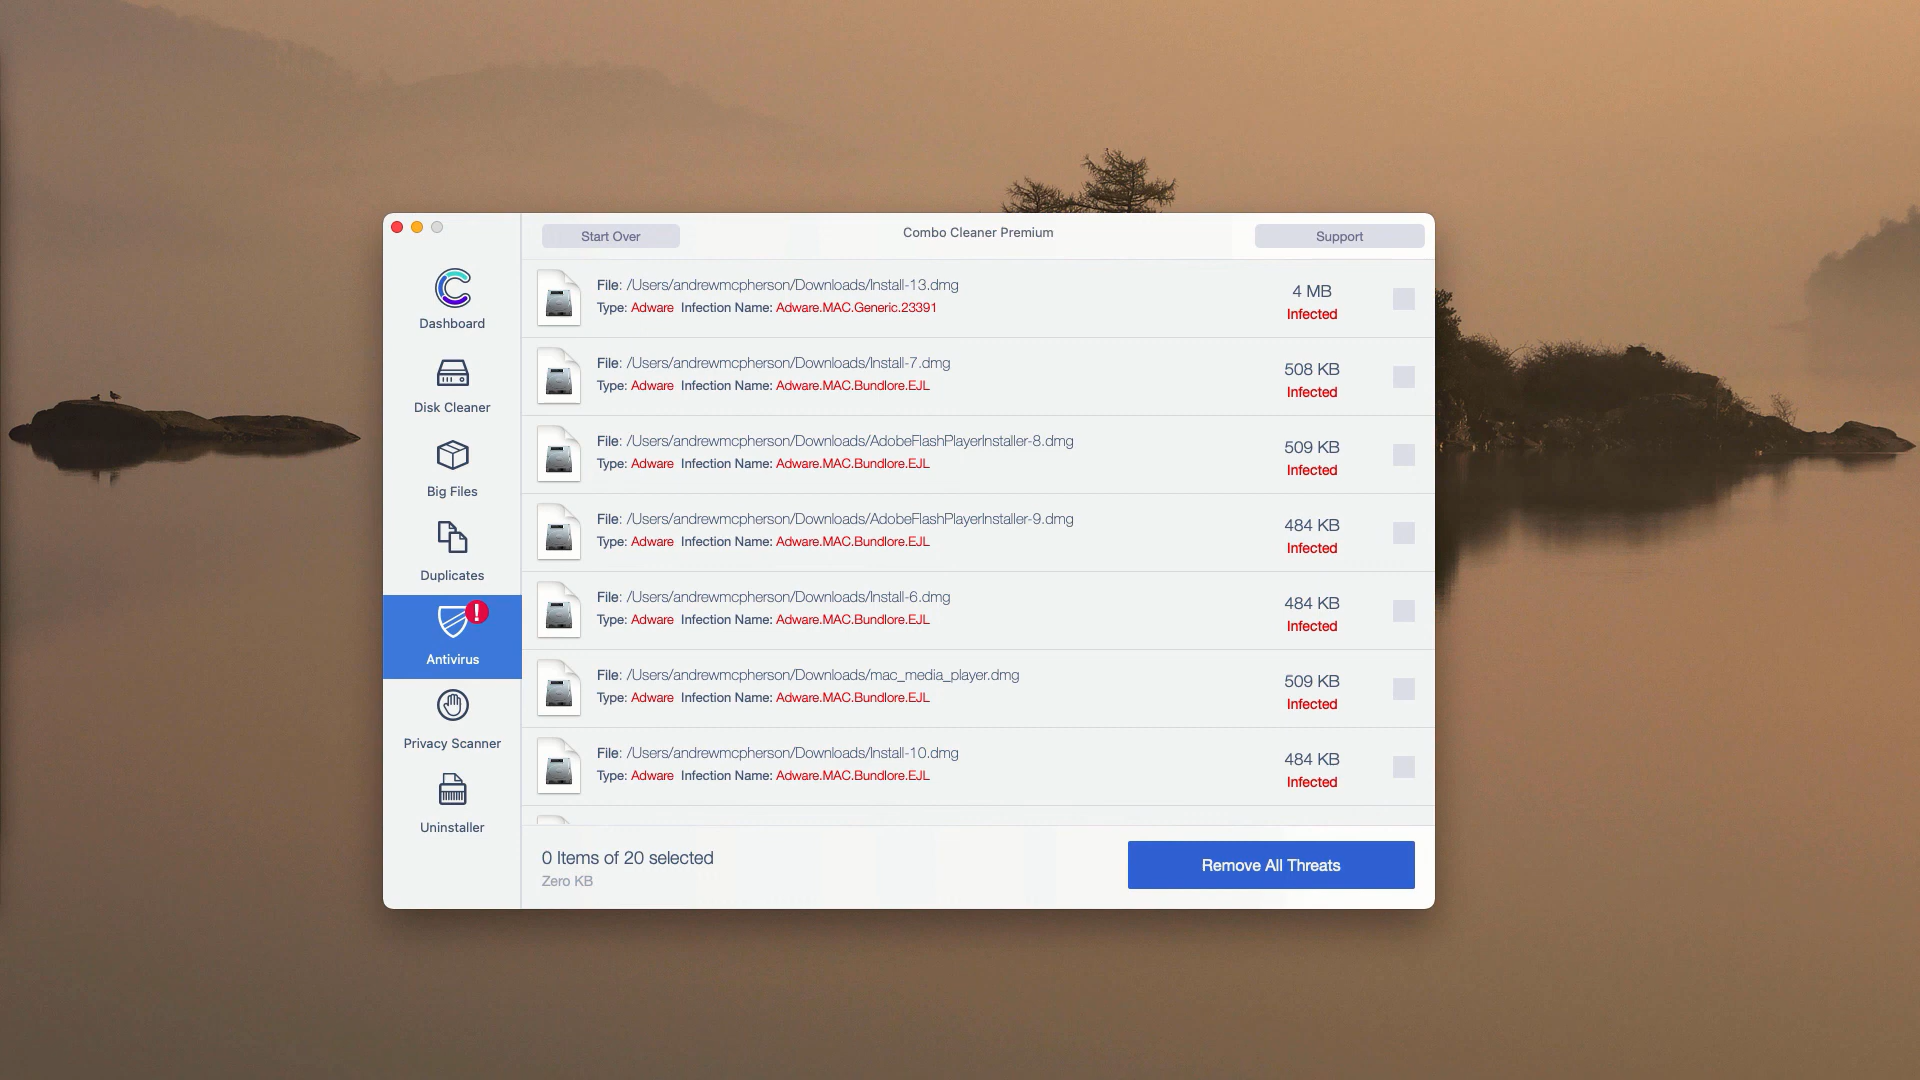 Start Over
Combo Cleaner Premium
Support
Dashboard
Disk Cleaner
Big Files
Duplicates
!
Antivirus
Privacy Scanner
Uninstaller
File: /Users/andrewmcpherson/Downloads/Install-13.dmg
Type: Adware Infection Name: Adware.MAC.Generic.23391
4 MB
Infected
File: /Users/andrewmcpherson/Downloads/Install-7.dmg
Type: Adware Infection Name: Adware.MAC.Bundlore.EJL
508 KB
Infected
File: /Users/andrewmcpherson/Downloads/AdobeFlashPlayerInstaller-8.dmg
Type: Adware Infection Name: Adware.MAC.Bundlore.EJL
509 KB
Infected
File: /Users/andrewmcpherson/Downloads/AdobeFlashPlayerInstaller-9.dmg
Type: Adware Infection Name: Adware.MAC.Bundlore.EJL
484 KB
Infected
File: /Users/andrewmcpherson/Downloads/Install-6.dmg
Type: Adware Infection Name: Adware.MAC.Bundlore.EJL
484 KB
Infected
File: /Users/andrewmcpherson/Downloads/mac_media_player.dmg
Type: Adware Infection Name: Adware.MAC.Bundlore.EJL
509 KB
Infected
File: /Users/andrewmcpherson/Downloads/Install-10.dmg
Type: Adware Infection Name: Adware.MAC.Bundlore.EJL
484 KB
Infected
0 Items of 20 selected
Zero KB
Remove All Threats